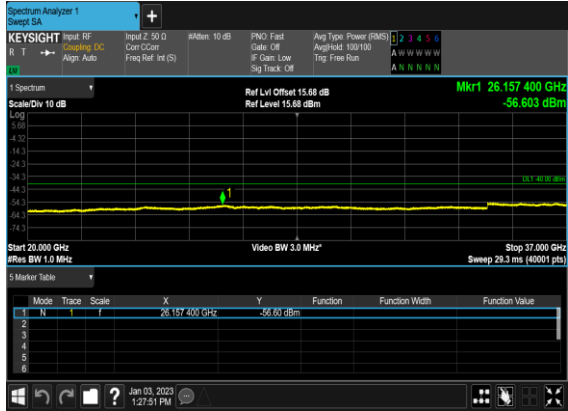 Spectrum Analyzer 1
Swept SA
+
KEYSIGHT Input: RF Input Z: 50 Ω #Atten: 10 dB PNO: Fast Avg Type: Power (RMS) 1 2 3 4 5 6
R T Coupling: DC Corr CCorr Gate: Off Avg|Hold: 100/100 A W W W W W
Align: Auto Freq Ref: Int (S) IF Gain: Low Trig: Free Run
LXI Sig Track: Off A N N N N N
1 Spectrum Ref Lvl Offset 15.68 dB Mkr1 26.157 400 GHz
Scale/Div 10 dB Ref Level 15.68 dBm -56.603 dBm
Log
5.68
-4.32
-14.3
-24.3
-34.3
DL1 -40.00 dBm
-44.3
1
-54.3
-64.3
-74.3
Start 20.000 GHz Video BW 3.0 MHz* Stop 37.000 GHz
#Res BW 1.0 MHz Sweep 29.3 ms (40001 pts)
5 Marker Table
Mode Trace Scale X Y Function Function Width Function Value
1 N 1 f 26.157 400 GHz -56.60 dBm
2
3
4
5
6
? Jan 03, 2023
1:27:51 PM